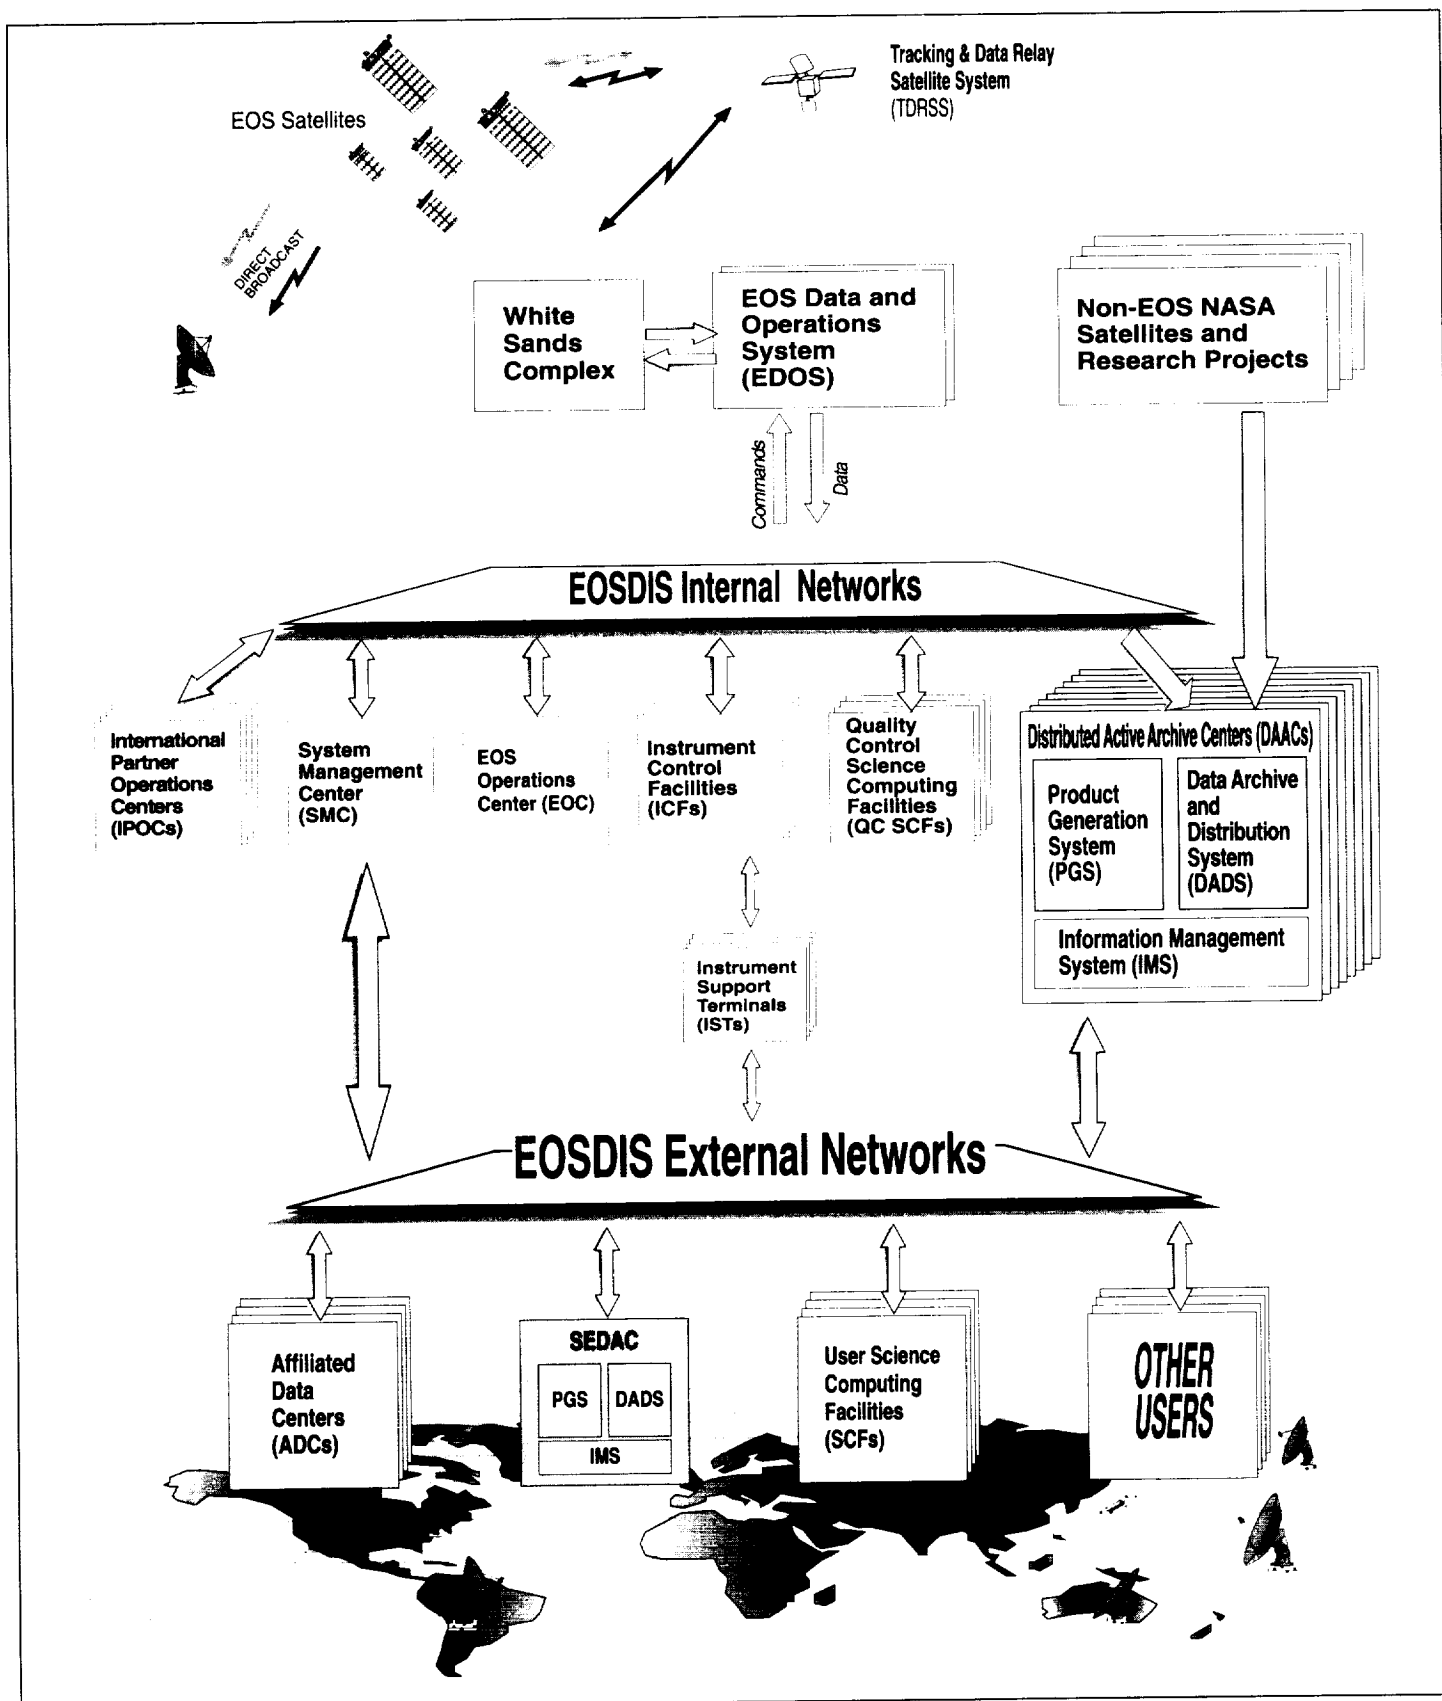 Tracking & Data Relay
Satellite System
(TDRSS)
EOS Satellites
DIRECT
BROADCAST
White
Sands
Complex
EOS Data and
Operations
System
(EDOS)
Non-EOS NASA
Satellites and
Research Projects
Commands
Data
EOSDIS Internal Networks
International
Partner
Operations
Centers
(IPOCs)
System
Management
Center
(SMC)
EOS
Operations
Center (EOC)
Instrument
Control
Facilities
(ICFs)
Quality
Control
Science
Computing
Facilities
(QC SCFs)
Distributed Active Archive Centers (DAACs)
Product
Generation
System
(PGS)
Data Archive
and
Distribution
System
(DADS)
Information Management
System (IMS)
Instrument
Support
Terminals
(ISTs)
EOSDIS External Networks
Affiliated
Data
Centers
(ADCs)
SEDAC
PGS
DADS
IMS
User Science
Computing
Facilities
(SCFs)
OTHER
USERS